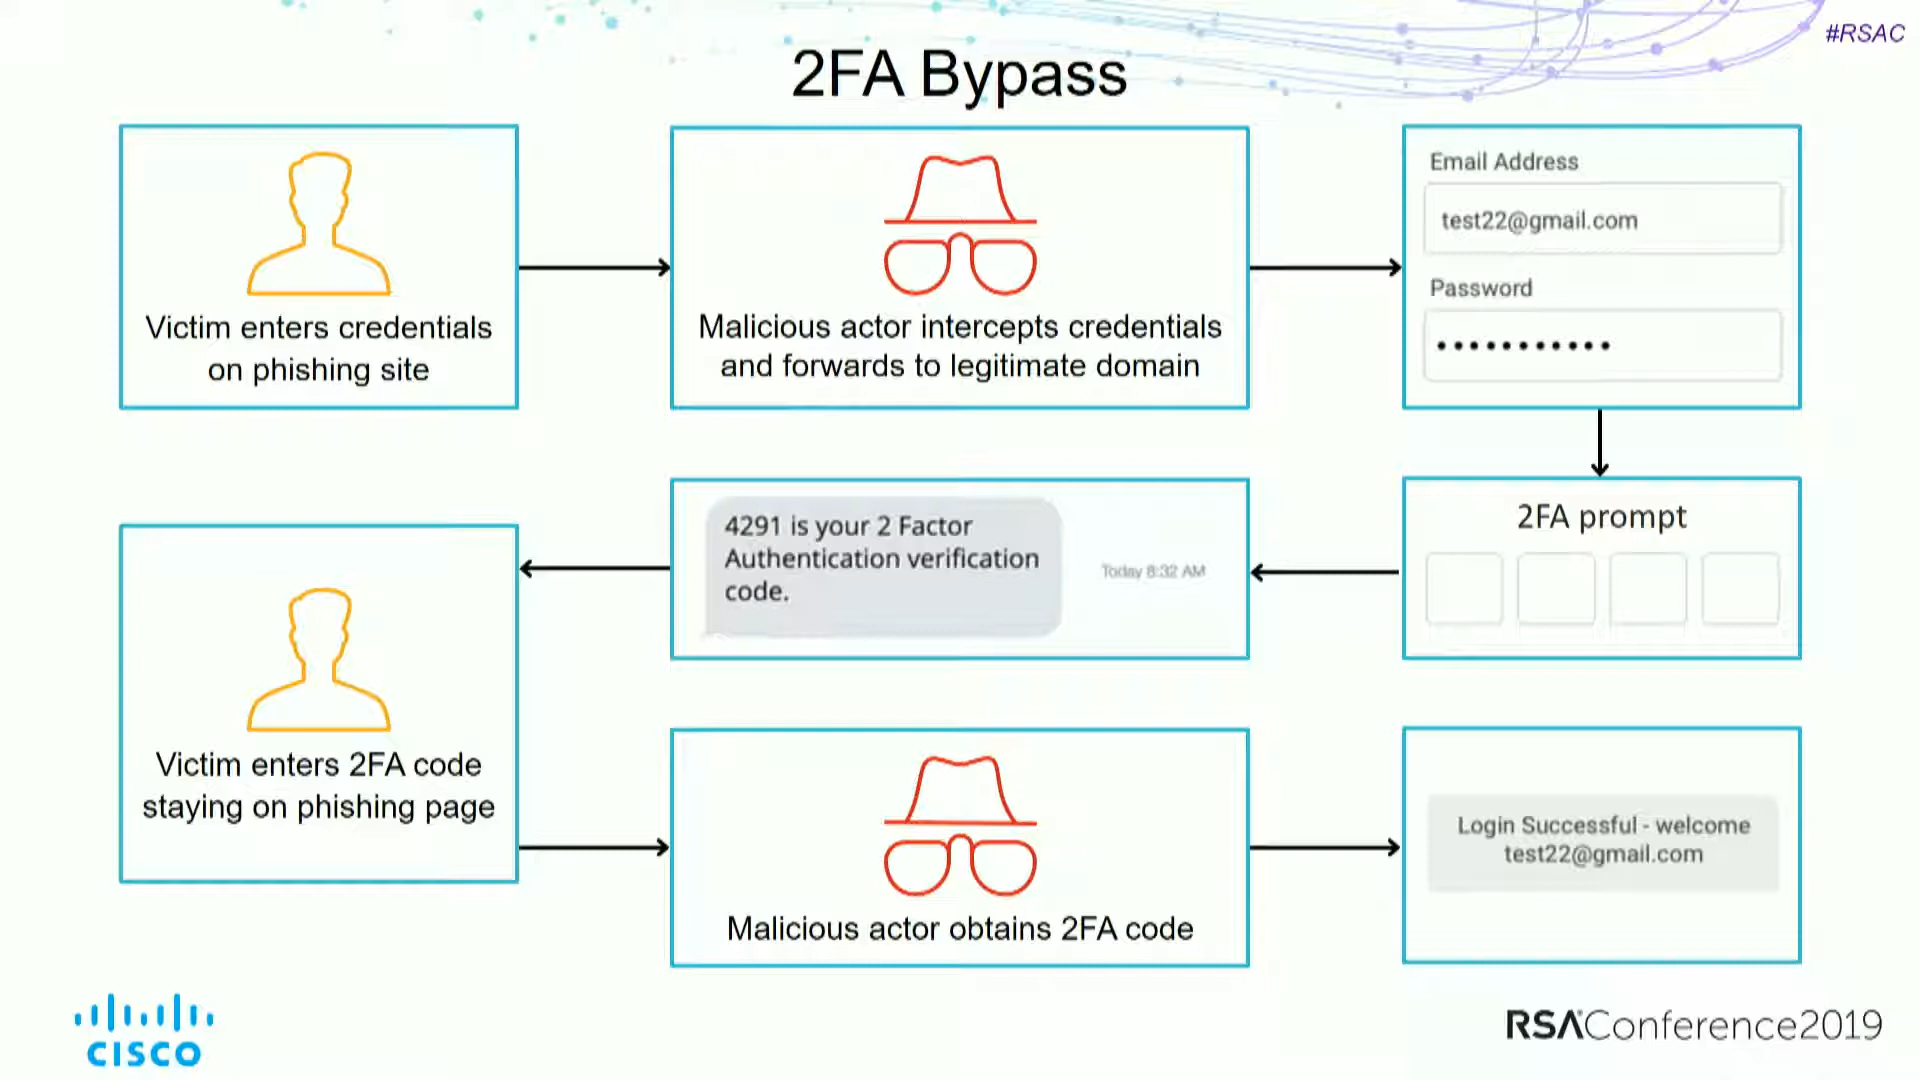 #RSAC
2FA Bypass
Victim enters credentials
on phishing site
Malicious actor intercepts credentials
and forwards to legitimate domain
Email Address
test22@gmail.com
Password
2FA prompt
4291 is your 2 Factor
Authentication verification
code.
Today 8:32 AM
Victim enters 2FA code
staying on phishing page
Malicious actor obtains 2FA code
Login Successful - welcome
test22@gmail.com
CISCO
RSAConference2019